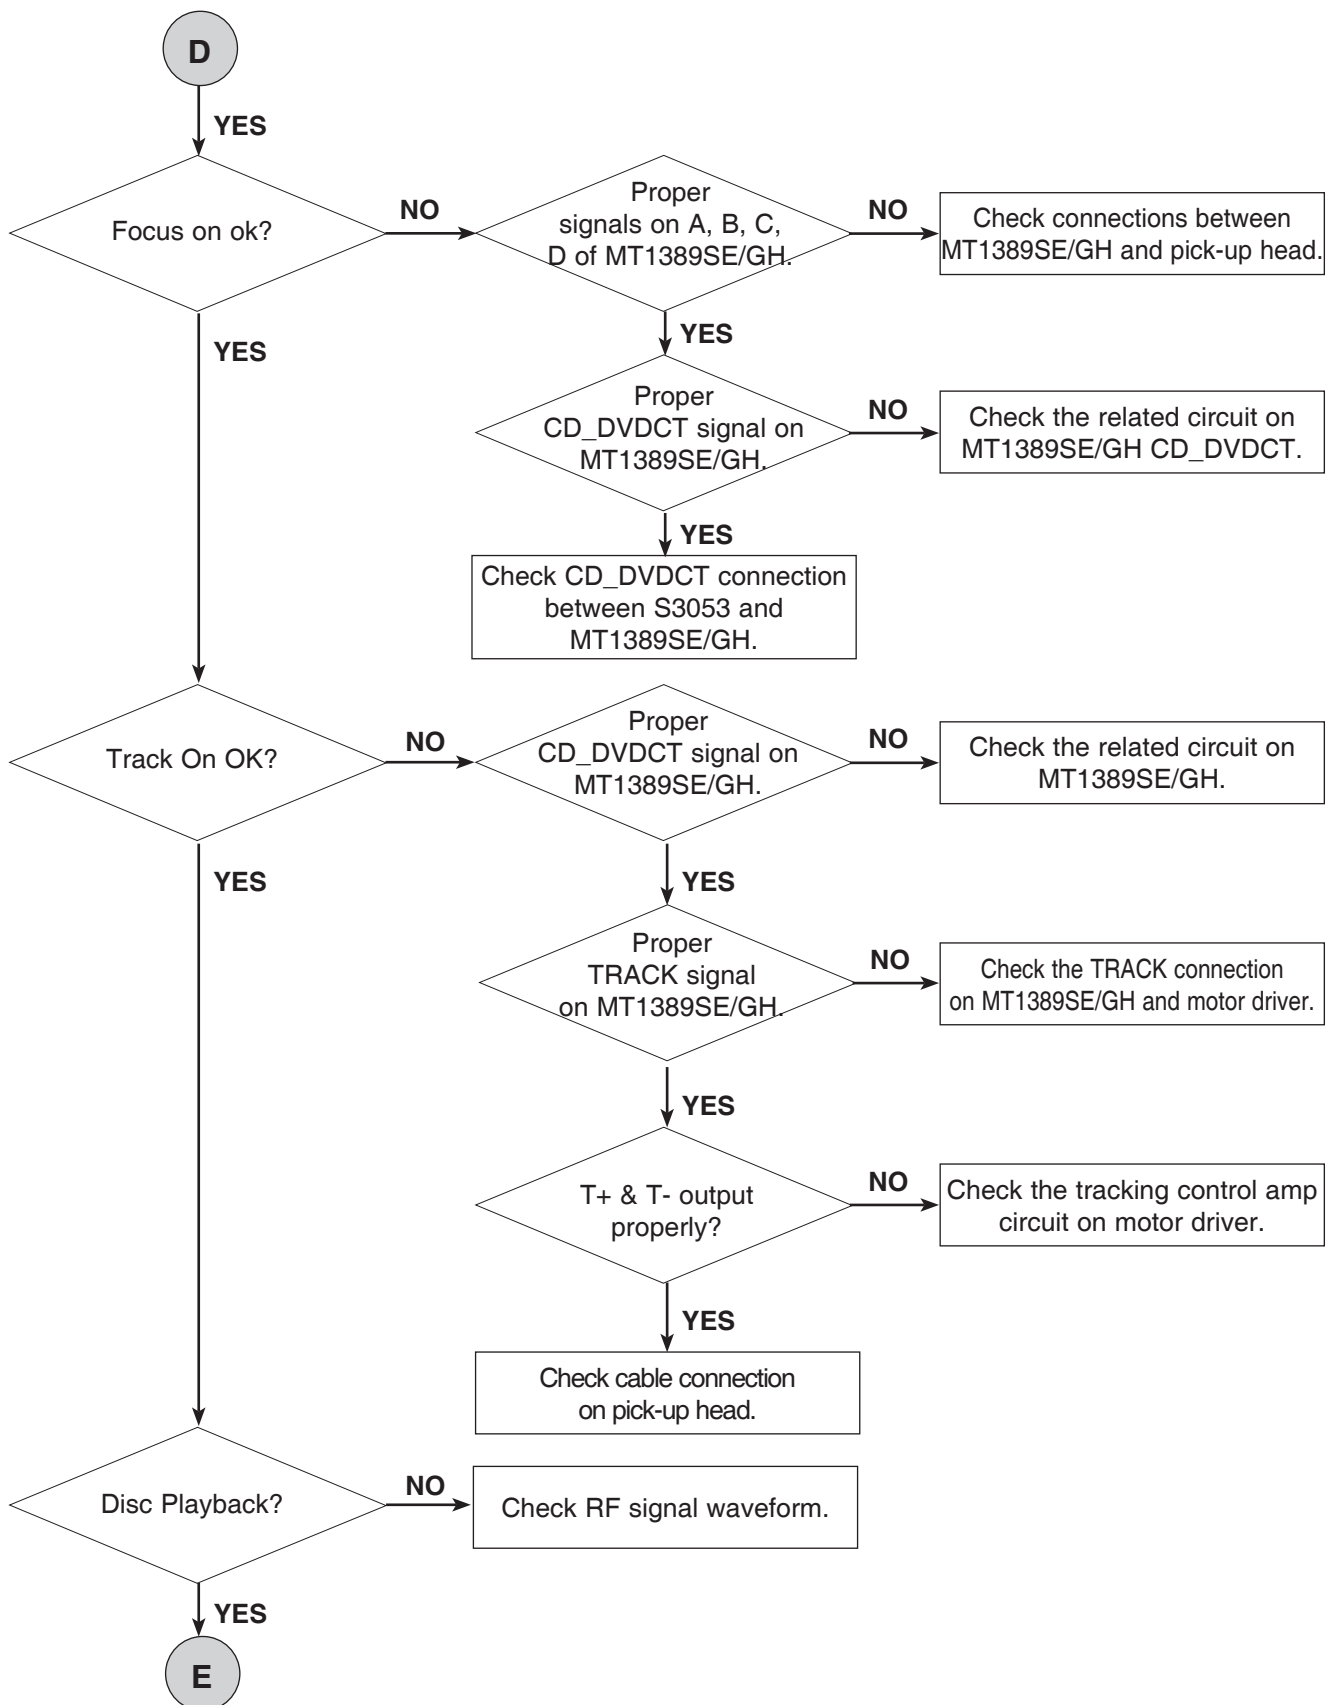 D
YES
Focus on ok?
NO
Proper
signals on A, B, C,
D of MT1389SE/GH.
NO
Check connections between
MT1389SE/GH and pick-up head.
YES
YES
Proper
CD_DVDCT signal on
MT1389SE/GH.
NO
Check the related circuit on
MT1389SE/GH CD_DVDCT.
YES
Check CD_DVDCT connection
between S3053 and
MT1389SE/GH.
Track On OK?
NO
Proper
CD_DVDCT signal on
MT1389SE/GH.
NO
Check the related circuit on
MT1389SE/GH.
YES
YES
Proper
TRACK signal
on MT1389SE/GH.
NO
Check the TRACK connection
on MT1389SE/GH and motor driver.
YES
T+ & T- output
properly?
NO
Check the tracking control amp
circuit on motor driver.
YES
Check cable connection
on pick-up head.
Disc Playback?
NO
Check RF signal waveform.
YES
E